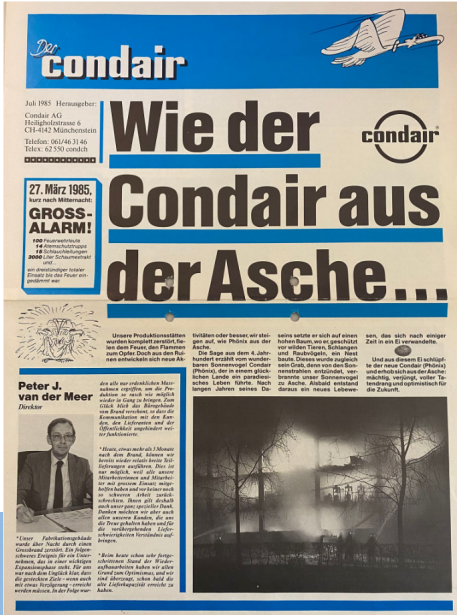 Der
condair
Juli 1985 Herausgeber:
Condair AG
Heiligholzstrasse 6
CH-4142 Münchenstein
Telefon: 061/46 31 46
Telex: 62 550 condch
Wie der
Condair aus
der Asche...
condair
27. März 1985,
kurz nach Mitternacht:
GROSS-
ALARM!
100 Feuerwehrleute
14 Atemschutztrupps
18 Schlauchleitungen
3000 Liter Schaumextrakt
und...
ein dreistündiger totaler
Einsatz bis das Feuer ein-
gedämmt war
Unsere Produktionsstätten
wurden komplett zerstört, fie-
len dem Feuer, den Flammen
zum Opfer. Doch aus den Rui-
nen entwickeln sich neue Ak-
tivitäten oder besser, wir stei-
gen auf, wie Phönix aus der
Asche.
Die Sage aus dem 4. Jahr-
hundert erzählt vom wunder-
baren Sonnenvogel Condair
(Phönix), der in einem glück-
lichen Lande ein paradiesi-
sches Leben führte. Nach
langen Jahren seines Da-
seins setzte er sich auf einen
hohen Baum, wo er, geschützt
vor wilden Tieren, Schlangen
und Raubvögeln, ein Nest
baute. Dieses wurde zugleich
sein Grab, denn von den Son-
nenstrahlen entzündet, ver-
brannte der Sonnenvogel
zu Asche. Alsbald entstand
daraus ein neues Lebewe-
sen, das sich nach einiger
Zeit in ein Ei verwandelte.
Und aus diesem Ei schlüpf-
te der neue Condair (Phönix)
und erhob sich aus der Asche:
mächtig, verjüngt, voller Ta-
tendrang und optimistisch für
die Zukunft.
Peter J.
van der Meer
Direktor
"Unser Fabrikationsgebäude
wurde über Nacht durch einen
Grossbrand zerstört. Ein folgen-
schweres Ereignis für ein Unter-
nehmen, das in einer wichtigen
Expansionsphase steht. Für uns
war nach dem Unglück klar, dass
die gesteckten Ziele - wenn auch
mit etwas Verzögerung - erreicht
werden müssen. In der Folge wur-
den alle nur erdenklichen Mass-
nahmen ergriffen, um die Pro-
duktion so rasch wie möglich
wieder in Gang zu bringen. Zum
Glück blieb das Bürogebäude
vom Brand verschont, so dass die
Kommunikation mit den Kun-
den, den Lieferanten und der
Öffentlichkeit ungehindert wei-
ter funktionierte.
"Heute, etwas mehr als 3 Monate
nach dem Brand, können wir
bereits wieder relativ breite Teil-
lieferungen ausführen. Dies ist
nur möglich, weil alle unsere
Mitarbeiterinnen und Mitarbei-
ter mit grossem Einsatz mitge-
holfen haben und vor keiner noch
so schweren Arbeit zurück-
schreckten. Ihnen gilt deshalb
auch unser ganz spezieller Dank.
Danken möchten wir aber auch
allen unseren Kunden, die uns
die Treue gehalten haben und für
die vorübergehenden Liefer-
schwierigkeiten Verständnis auf-
bringen.
"Beim heute schon sehr fortge-
schrittenen Stand der Wieder-
aufbauarbeiten haben wir allen
Grund zum Optimismus, und wir
sind überzeugt, schon bald die
alte Lieferkapazität erreicht zu
haben.